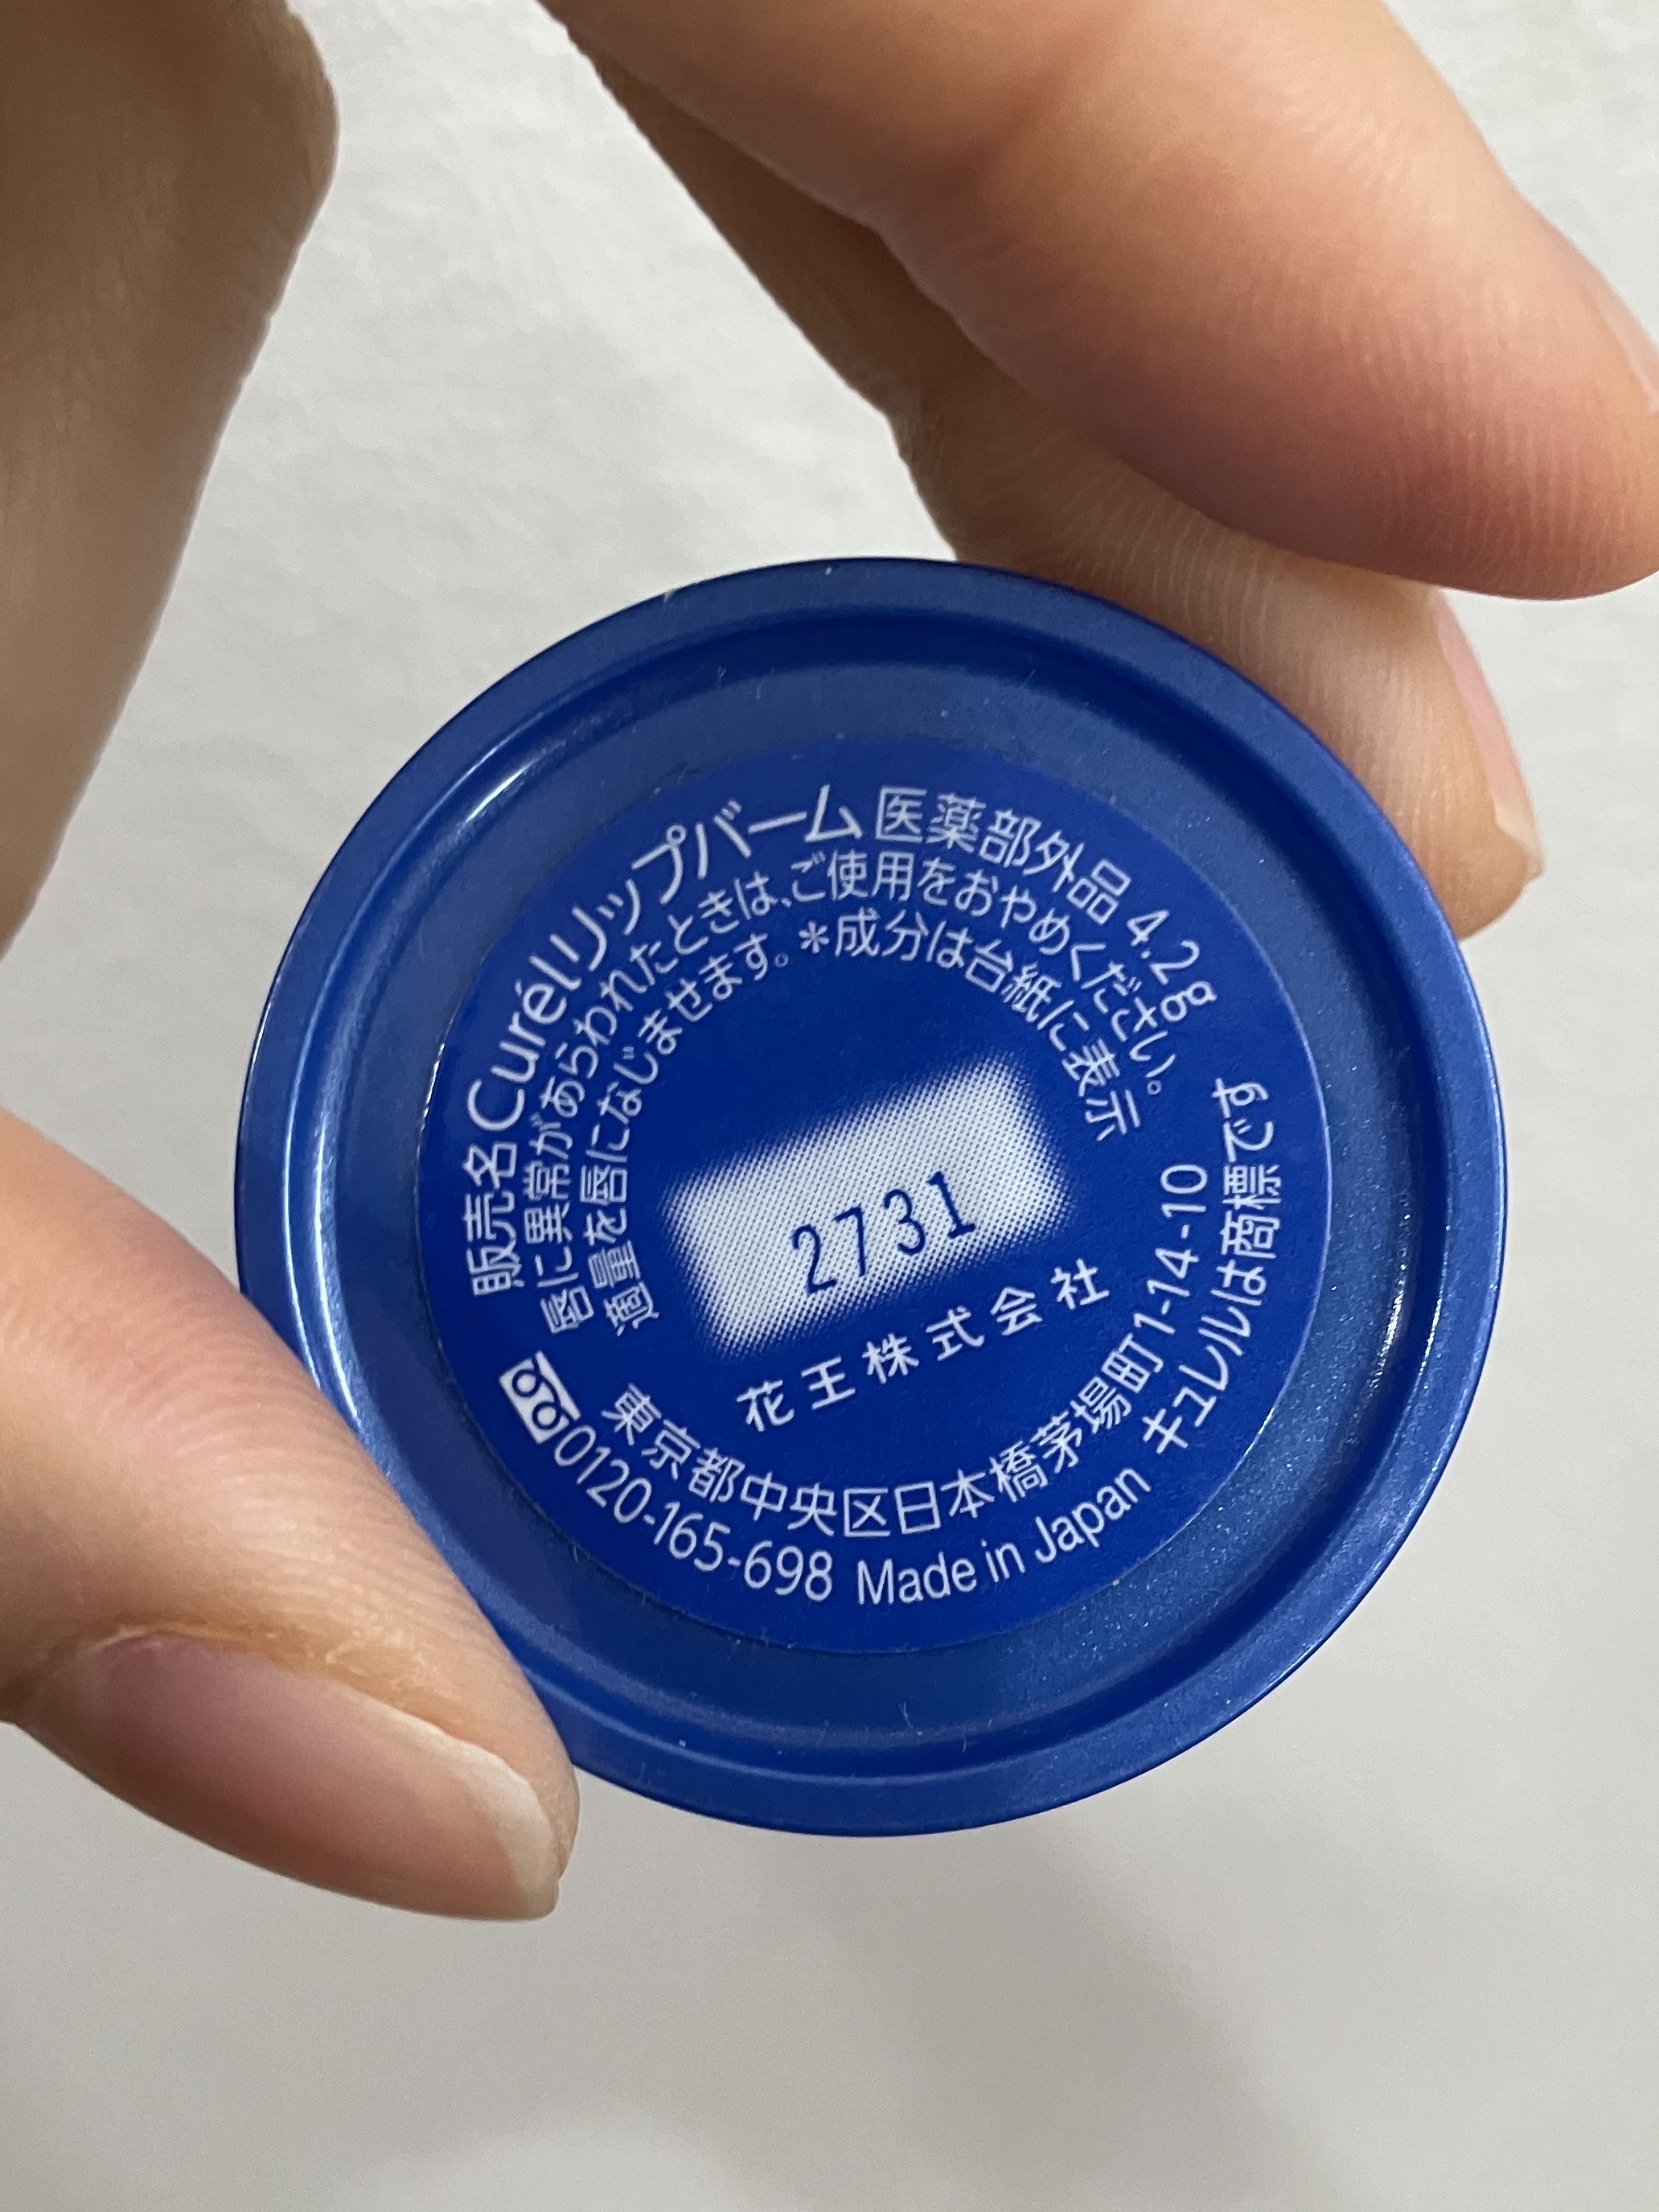 販売名Curélリップバーム 医薬部外品 4.2g
唇に異常があらわれたときは、ご使用をおやめください。
適量を唇になじませます。＊成分は台紙に表示
2731
花王株式会社
東京都中央区日本橋茅場町1-14-10
0120-165-698 Made in Japan キュレルは商標です